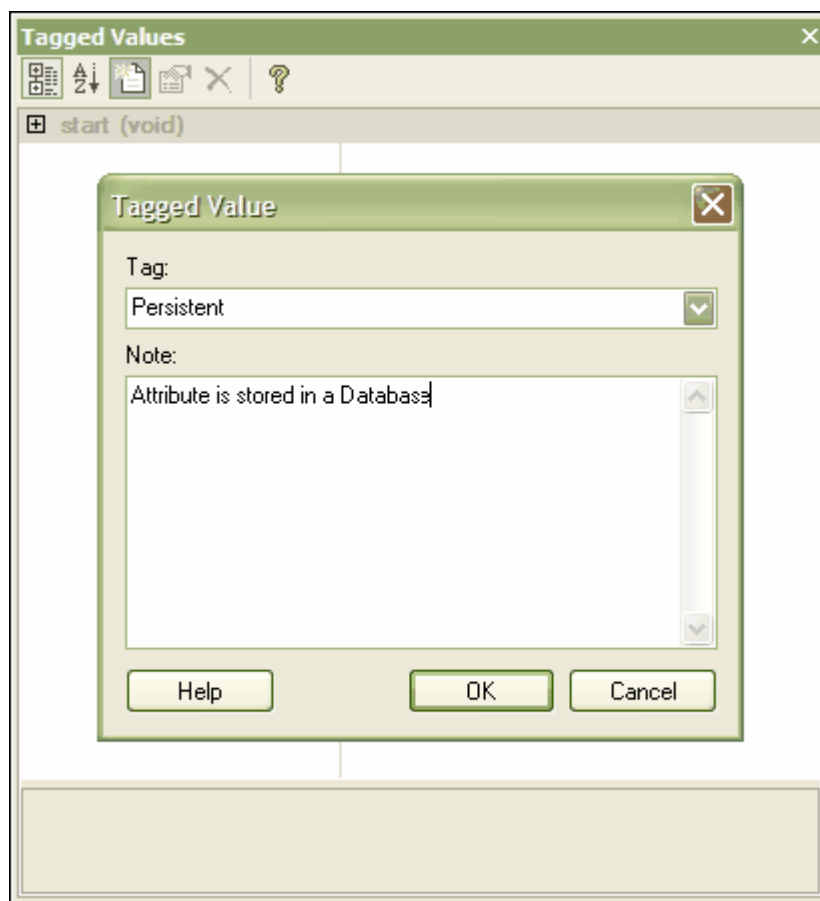 Tagged Values
start (void)
Tagged Value
Tag:
Persistent
Note:
Attribute is stored in a Database
Help OK Cancel